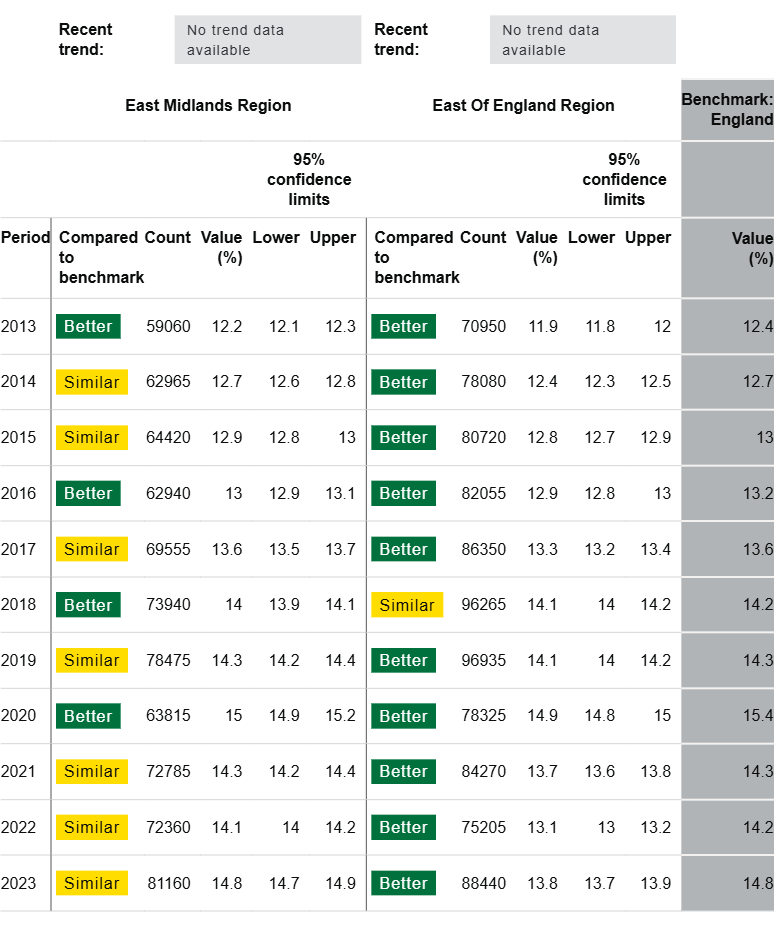 Recent trend: No trend data available Recent trend: No trend data available
East Midlands Region East Of England Region Benchmark: England
95% confidence limits 95% confidence limits
Period Compared to benchmark Count Value (%) Lower Upper Compared to benchmark Count Value (%) Lower Upper Value (%)
2013 Better 59060 12.2 12.1 12.3 Better 70950 11.9 11.8 12 12.4
2014 Similar 62965 12.7 12.6 12.8 Better 78080 12.4 12.3 12.5 12.7
2015 Similar 64420 12.9 12.8 13 Better 80720 12.8 12.7 12.9 13
2016 Better 62940 13 12.9 13.1 Better 82055 12.9 12.8 13 13.2
2017 Similar 69555 13.6 13.5 13.7 Better 86350 13.3 13.2 13.4 13.6
2018 Better 73940 14 13.9 14.1 Similar 96265 14.1 14 14.2 14.2
2019 Similar 78475 14.3 14.2 14.4 Better 96935 14.1 14 14.2 14.3
2020 Better 63815 15 14.9 15.2 Better 78325 14.9 14.8 15 15.4
2021 Similar 72785 14.3 14.2 14.4 Better 84270 13.7 13.6 13.8 14.3
2022 Similar 72360 14.1 14 14.2 Better 75205 13.1 13 13.2 14.2
2023 Similar 81160 14.8 14.7 14.9 Better 88440 13.8 13.7 13.9 14.8